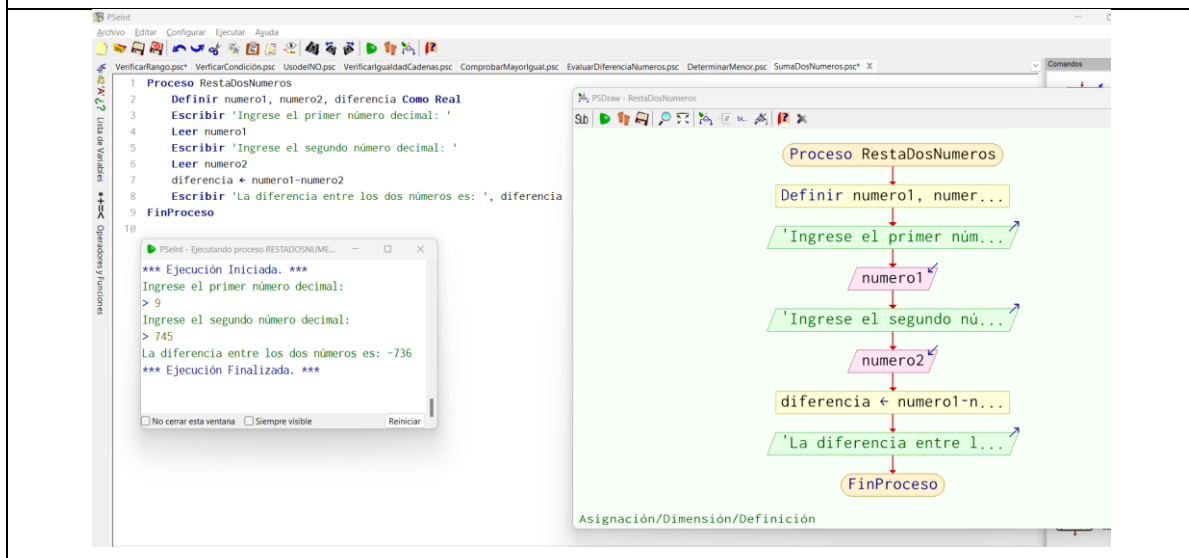 PSeInt
Archivo Editar Configurar Ejecutar Ayuda
VerificarRango.psc* VerficarCondición.psc UsodelNO.psc VerificarIgualdadCadenas.psc ComprobarMayorIgual.psc EvaluarDiferenciaNumeros.psc DeterminarMenor.psc SumaDosNumeros.psc* X
Comandos
Lista de Variables
Operadores y Funciones
1 Proceso RestaDosNumeros
2 Definir numero1, numero2, diferencia Como Real
3 Escribir 'Ingrese el primer número decimal: '
4 Leer numero1
5 Escribir 'Ingrese el segundo número decimal: '
6 Leer numero2
7 diferencia ← numero1-numero2
8 Escribir 'La diferencia entre los dos números es: ', diferencia
9 FinProceso
10
PSeInt - Ejecutando proceso RESTADOSNUME...
*** Ejecución Iniciada. ***
Ingrese el primer número decimal:
> 9
Ingrese el segundo número decimal:
> 745
La diferencia entre los dos números es: -736
*** Ejecución Finalizada. ***
No cerrar esta ventana Siempre visible Reiniciar
PSDraw - RestaDosNumeros
Sub
Proceso RestaDosNumeros
Definir numero1, numer...
'Ingrese el primer núm...
numero1
'Ingrese el segundo nú...
numero2
diferencia ← numero1-n...
'La diferencia entre l...
FinProceso
Asignación/Dimensión/Definición